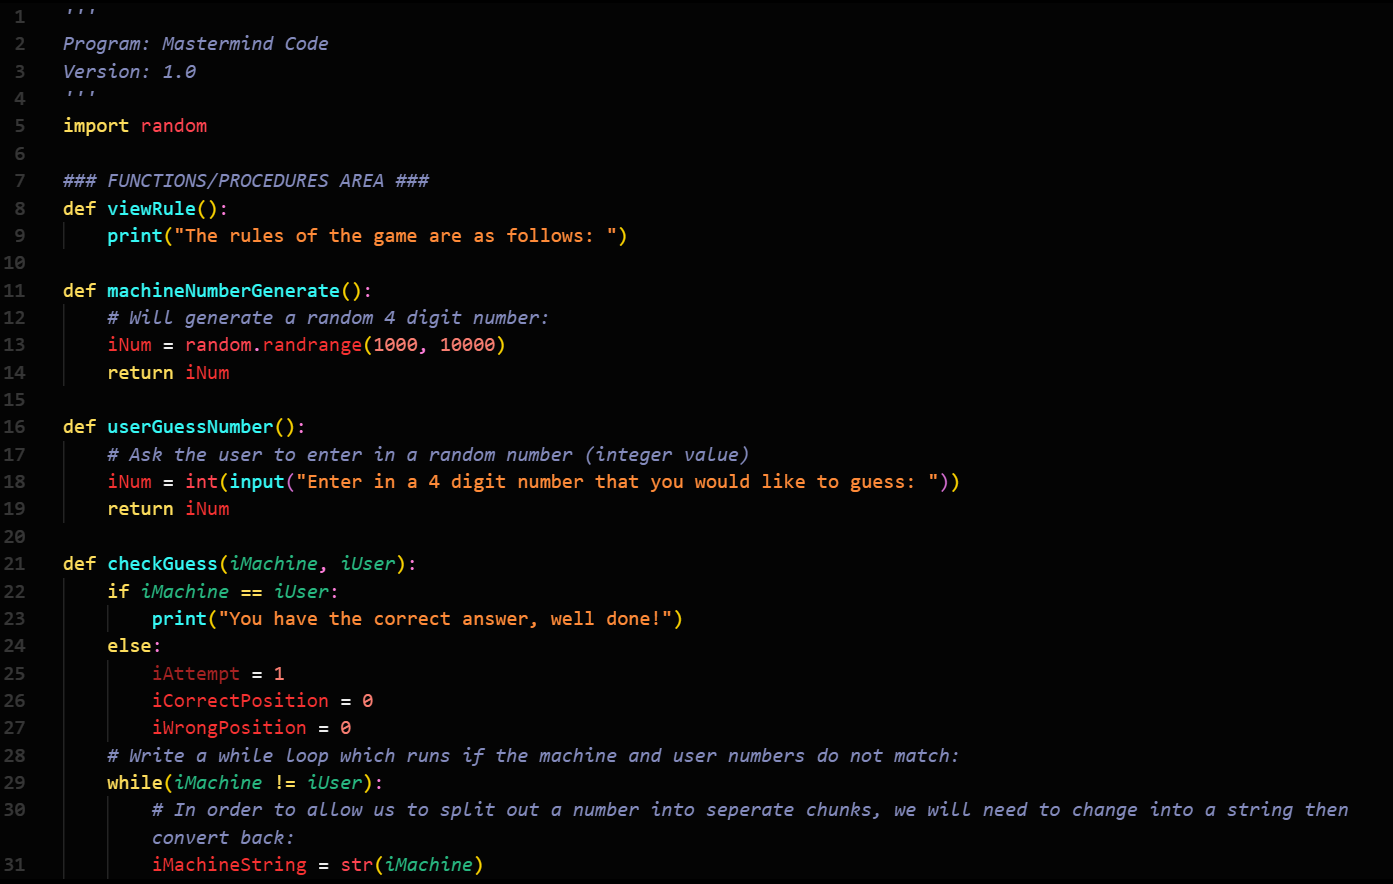 1 '''
2 Program: Mastermind Code
3 Version: 1.0
4 '''
5 import random
6
7 ### FUNCTIONS/PROCEDURES AREA ###
8 def viewRule():
9     print("The rules of the game are as follows: ")
10
11 def machineNumberGenerate():
12     # Will generate a random 4 digit number:
13     iNum = random.randrange(1000, 10000)
14     return iNum
15
16 def userGuessNumber():
17     # Ask the user to enter in a random number (integer value)
18     iNum = int(input("Enter in a 4 digit number that you would like to guess: "))
19     return iNum
20
21 def checkGuess(iMachine, iUser):
22     if iMachine == iUser:
23         print("You have the correct answer, well done!")
24     else:
25         iAttempt = 1
26         iCorrectPosition = 0
27         iWrongPosition = 0
28     # Write a while loop which runs if the machine and user numbers do not match:
29     while(iMachine != iUser):
30         # In order to allow us to split out a number into seperate chunks, we will need to change into a string then
        convert back:
31         iMachineString = str(iMachine)